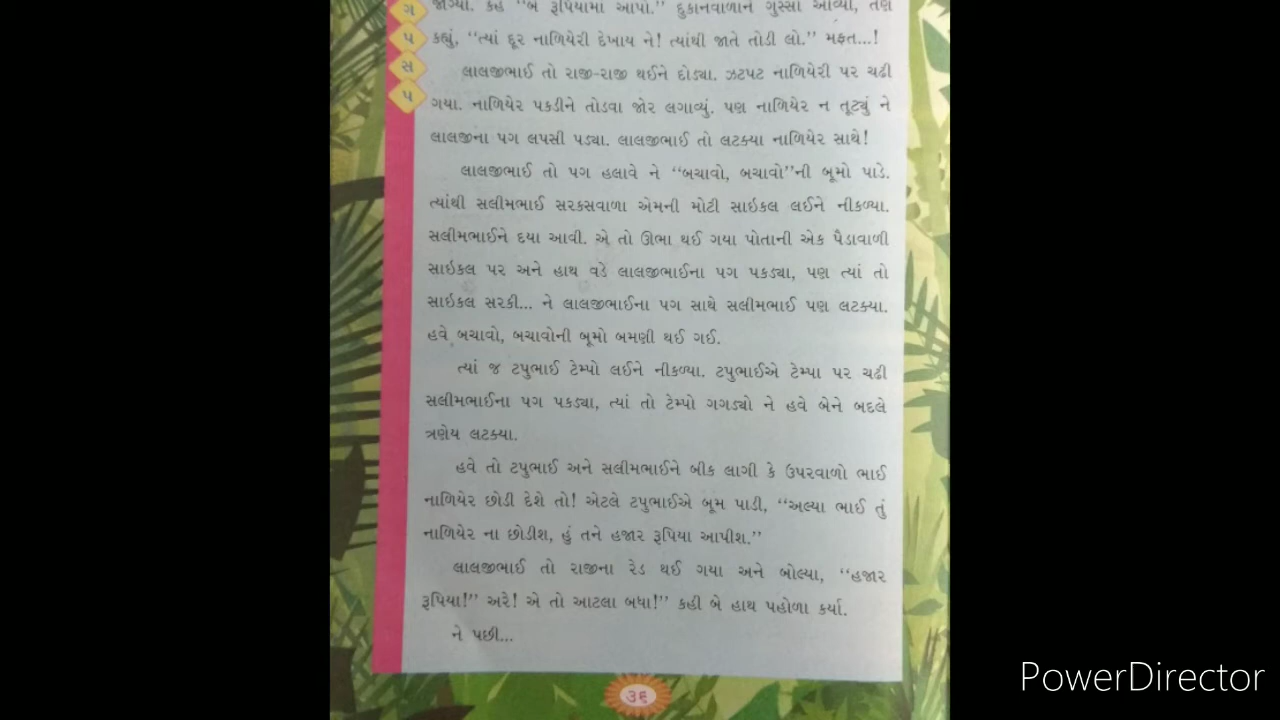 ગ
પ
સ
પ
જાગ્યા. કહે "બે રૂપિયામાં આપો." દુકાનવાળાને ગુસ્સો આવ્યો, તેણે
કહ્યું, "ત્યાં દૂર નાળિયેરી દેખાય ને! ત્યાંથી જાતે તોડી લો." મફત...!
લાલજીભાઈ તો રાજી-રાજી થઈને દોડ્યા. ઝટપટ નાળિયેરી પર ચઢી
ગયા. નાળિયેર પકડીને તોડવા જોર લગાવ્યું. પણ નાળિયેર ન તૂટ્યું ને
લાલજીના પગ લપસી પડ્યા. લાલજીભાઈ તો લટક્યા નાળિયેર સાથે!
લાલજીભાઈ તો પગ હલાવે ને "બચાવો, બચાવો"ની બૂમો પાડે.
ત્યાંથી સલીમભાઈ સરકસવાળા એમની મોટી સાઇકલ લઈને નીકળ્યા.
સલીમભાઈને દયા આવી. એ તો ઊભા થઈ ગયા પોતાની એક પૈડાવાળી
સાઇકલ પર અને હાથ વડે લાલજીભાઈના પગ પકડ્યા, પણ ત્યાં તો
સાઇકલ સરકી... ને લાલજીભાઈના પગ સાથે સલીમભાઈ પણ લટક્યા.
હવે બચાવો, બચાવોની બૂમો બમણી થઈ ગઈ.
ત્યાં જ ટપુભાઈ ટેમ્પો લઈને નીકળ્યા. ટપુભાઈએ ટેમ્પા પર ચઢી
સલીમભાઈના પગ પકડ્યા, ત્યાં તો ટેમ્પો ગગડ્યો ને હવે બેને બદલે
ત્રણેય લટક્યા.
હવે તો ટપુભાઈ અને સલીમભાઈને બીક લાગી કે ઉપરવાળો ભાઈ
નાળિયેર છોડી દેશે તો! એટલે ટપુભાઈએ બૂમ પાડી, "અલ્યા ભાઈ તું
નાળિયેર ના છોડીશ, હું તને હજાર રૂપિયા આપીશ."
લાલજીભાઈ તો રાજીના રેડ થઈ ગયા અને બોલ્યા, "હજાર
રૂપિયા!" અરે! એ તો આટલા બધા!" કહી બે હાથ પહોળા કર્યા.
ને પછી...
૩૬
PowerDirector